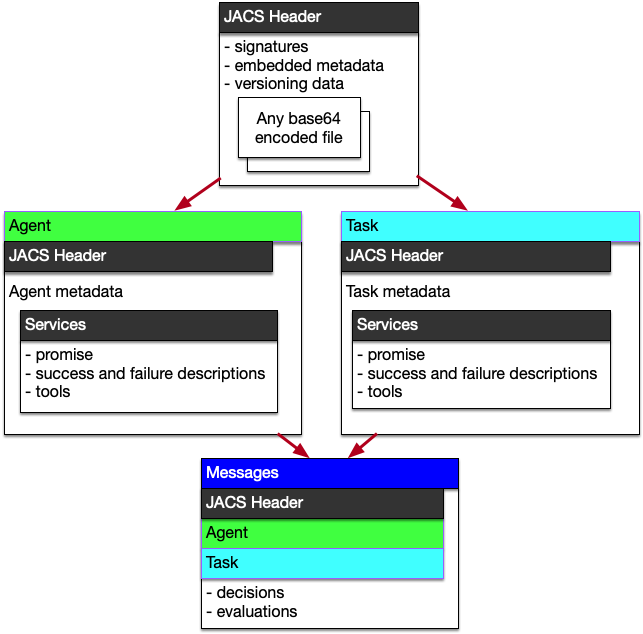 JACS Header
- signatures
- embedded metadata
- versioning data
Any base64
encoded file
Agent
JACS Header
Agent metadata
Services
- promise
- success and failure descriptions
- tools
Task
JACS Header
Task metadata
Services
- promise
- success and failure descriptions
- tools
Messages
JACS Header
Agent
Task
- decisions
- evaluations